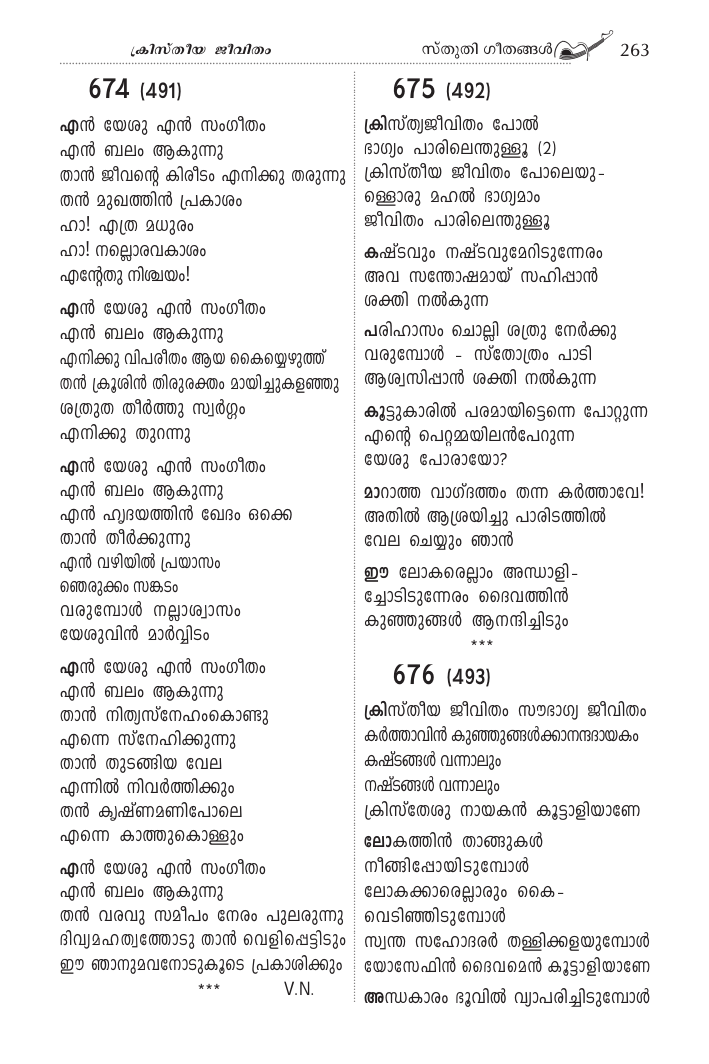 ക്രിസ്തീയ ജീവിതം
സ്തുതി ഗീതങ്ങൾ 263
674 (491)
എൻ യേശു എൻ സംഗീതം
എൻ ബലം ആകുന്നു
താൻ ജീവന്റെ കിരീടം എനിക്കു തരുന്നു
തൻ മുഖത്തിൻ പ്രകാശം
ഹാ! എത്ര മധുരം
ഹാ! നല്ലൊരവകാശം
എന്റേതു നിശ്ചയം!
എൻ യേശു എൻ സംഗീതം
എൻ ബലം ആകുന്നു
എനിക്കു വിപരീതം ആയ കൈയ്യെഴുത്ത്
തൻ ക്രൂശിൻ തിരുരക്തം മായിച്ചുകളഞ്ഞു
ശത്രുത തീർത്തു സ്വർഗ്ഗം
എനിക്കു തുറന്നു
എൻ യേശു എൻ സംഗീതം
എൻ ബലം ആകുന്നു
എൻ ഹൃദയത്തിൻ ഖേദം ഒക്കെ
താൻ തീർക്കുന്നു
എൻ വഴിയിൽ പ്രയാസം
ഞെരുക്കം സങ്കടം
വരുമ്പോൾ നല്ലാശ്വാസം
യേശുവിൻ മാർവ്വിടം
എൻ യേശു എൻ സംഗീതം
എൻ ബലം ആകുന്നു
താൻ നിത്യസ്നേഹംകൊണ്ടു
എന്നെ സ്നേഹിക്കുന്നു
താൻ തുടങ്ങിയ വേല
എന്നിൽ നിവർത്തിക്കും
തൻ കൃഷ്ണമണിപോലെ
എന്നെ കാത്തുകൊള്ളും
എൻ യേശു എൻ സംഗീതം
എൻ ബലം ആകുന്നു
തൻ വരവു സമീപം നേരം പുലരുന്നു
ദിവ്യമഹത്വത്തോടു താൻ വെളിപ്പെട്ടിടും
ഈ ഞാനുമവനോടുകൂടെ പ്രകാശിക്കും
*** V.N.
675 (492)
ക്രിസ്ത്യജീവിതം പോൽ
ഭാഗ്യം പാരിലെന്തുള്ളൂ (2)
ക്രിസ്തീയ ജീവിതം പോലെയു-
ള്ളൊരു മഹൽ ഭാഗ്യമാം
ജീവിതം പാരിലെന്തുള്ളൂ
കഷ്ടവും നഷ്ടവുമേറിടുന്നേരം
അവ സന്തോഷമായ് സഹിപ്പാൻ
ശക്തി നൽകുന്ന
പരിഹാസം ചൊല്ലി ശത്രു നേർക്കു
വരുമ്പോൾ - സ്തോത്രം പാടി
ആശ്വസിപ്പാൻ ശക്തി നൽകുന്ന
കൂട്ടുകാരിൽ പരമായിട്ടെന്നെ പോറ്റുന്ന
എന്റെ പെറ്റമ്മയിലൻപേറുന്ന
യേശു പോരായോ?
മാറാത്ത വാഗ്ദത്തം തന്ന കർത്താവേ!
അതിൽ ആശ്രയിച്ചു പാരിടത്തിൽ
വേല ചെയ്യും ഞാൻ
ഈ ലോകരെല്ലാം അന്ധാളി-
ച്ചോടിടുന്നേരം ദൈവത്തിൻ
കുഞ്ഞുങ്ങൾ ആനന്ദിച്ചിടും
***
676 (493)
ക്രിസ്തീയ ജീവിതം സൗഭാഗ്യ ജീവിതം
കർത്താവിൻ കുഞ്ഞുങ്ങൾക്കാനന്ദദായകം
കഷ്ടങ്ങൾ വന്നാലും
നഷ്ടങ്ങൾ വന്നാലും
ക്രിസ്തേശു നായകൻ കൂട്ടാളിയാണേ
ലോകത്തിൻ താങ്ങുകൾ
നീങ്ങിപ്പോയിടുമ്പോൾ
ലോകക്കാരെല്ലാരും കൈ-
വെടിഞ്ഞിടുമ്പോൾ
സ്വന്ത സഹോദരർ തള്ളിക്കളയുമ്പോൾ
യോസേഫിൻ ദൈവമെൻ കൂട്ടാളിയാണേ
അന്ധകാരം ഭൂവിൽ വ്യാപരിച്ചിടുമ്പോൾ